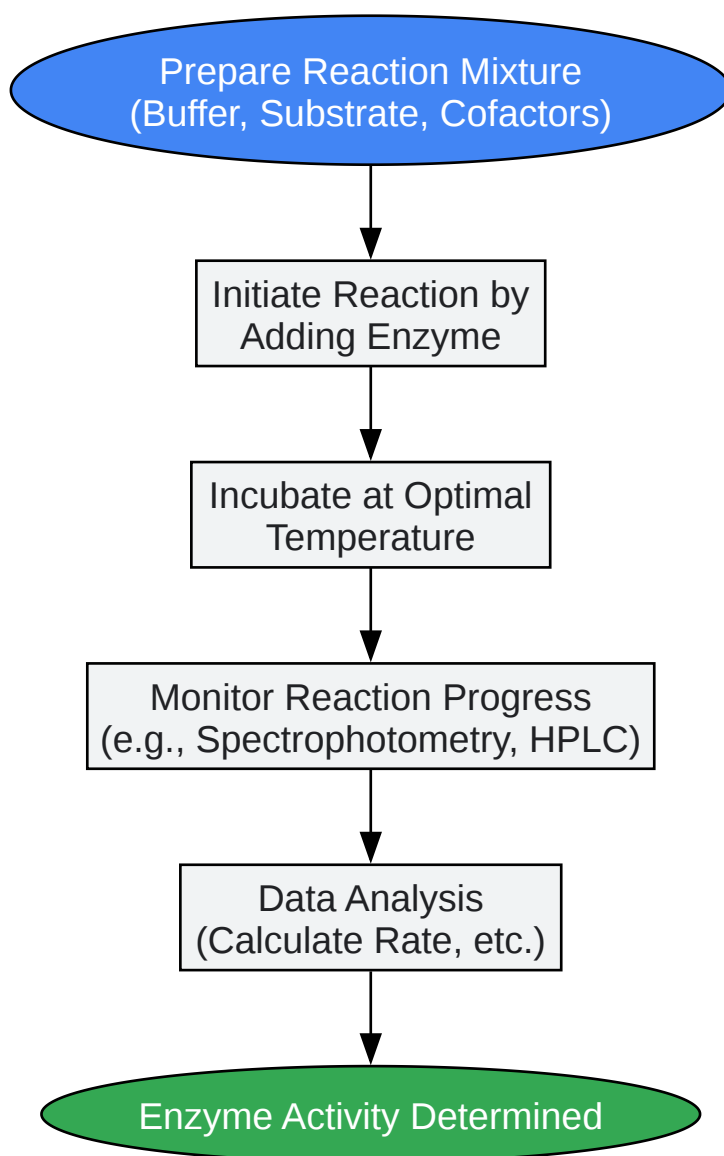 Prepare Reaction Mixture
(Buffer, Substrate, Cofactors)
Initiate Reaction by
Adding Enzyme
Incubate at Optimal
Temperature
Monitor Reaction Progress
(e.g., Spectrophotometry, HPLC)
Data Analysis
(Calculate Rate, etc.)
Enzyme Activity Determined